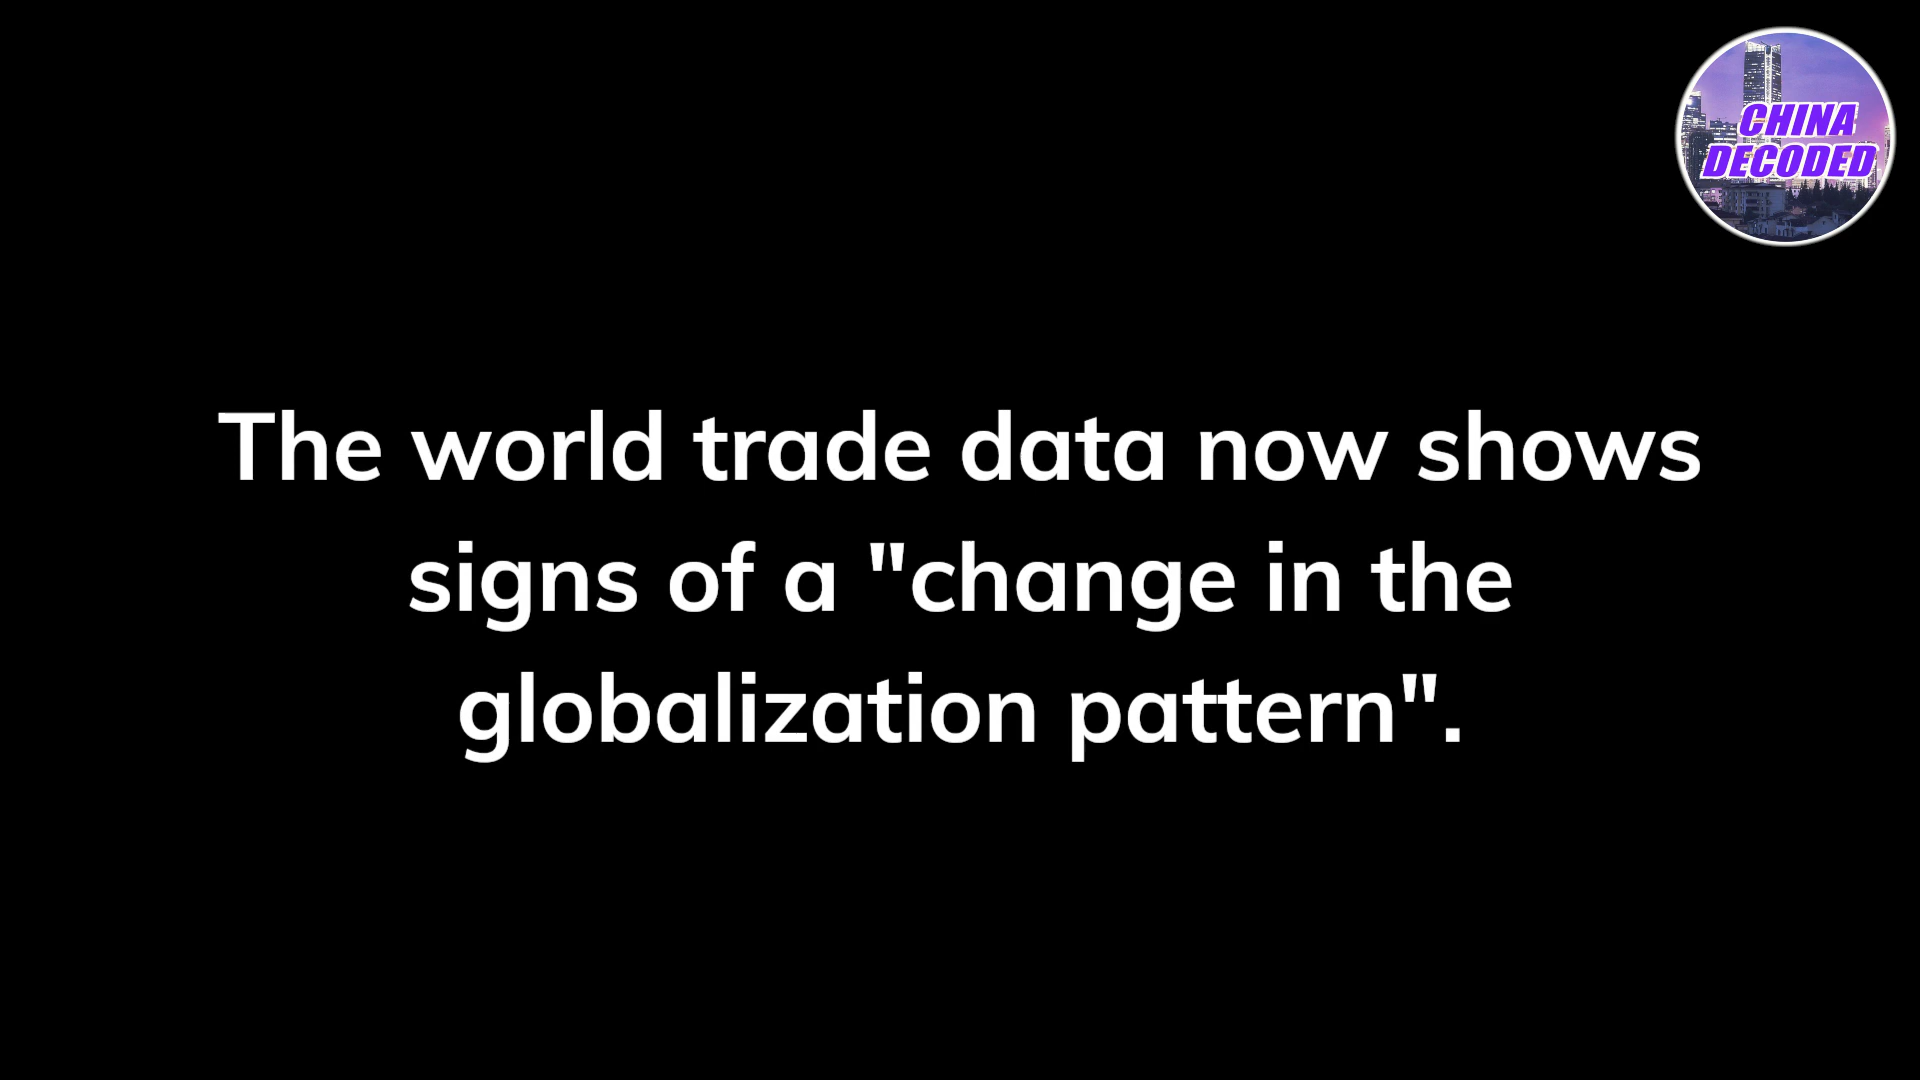 CHINA
DECODED
The world trade data now shows
signs of a "change in the
globalization pattern".